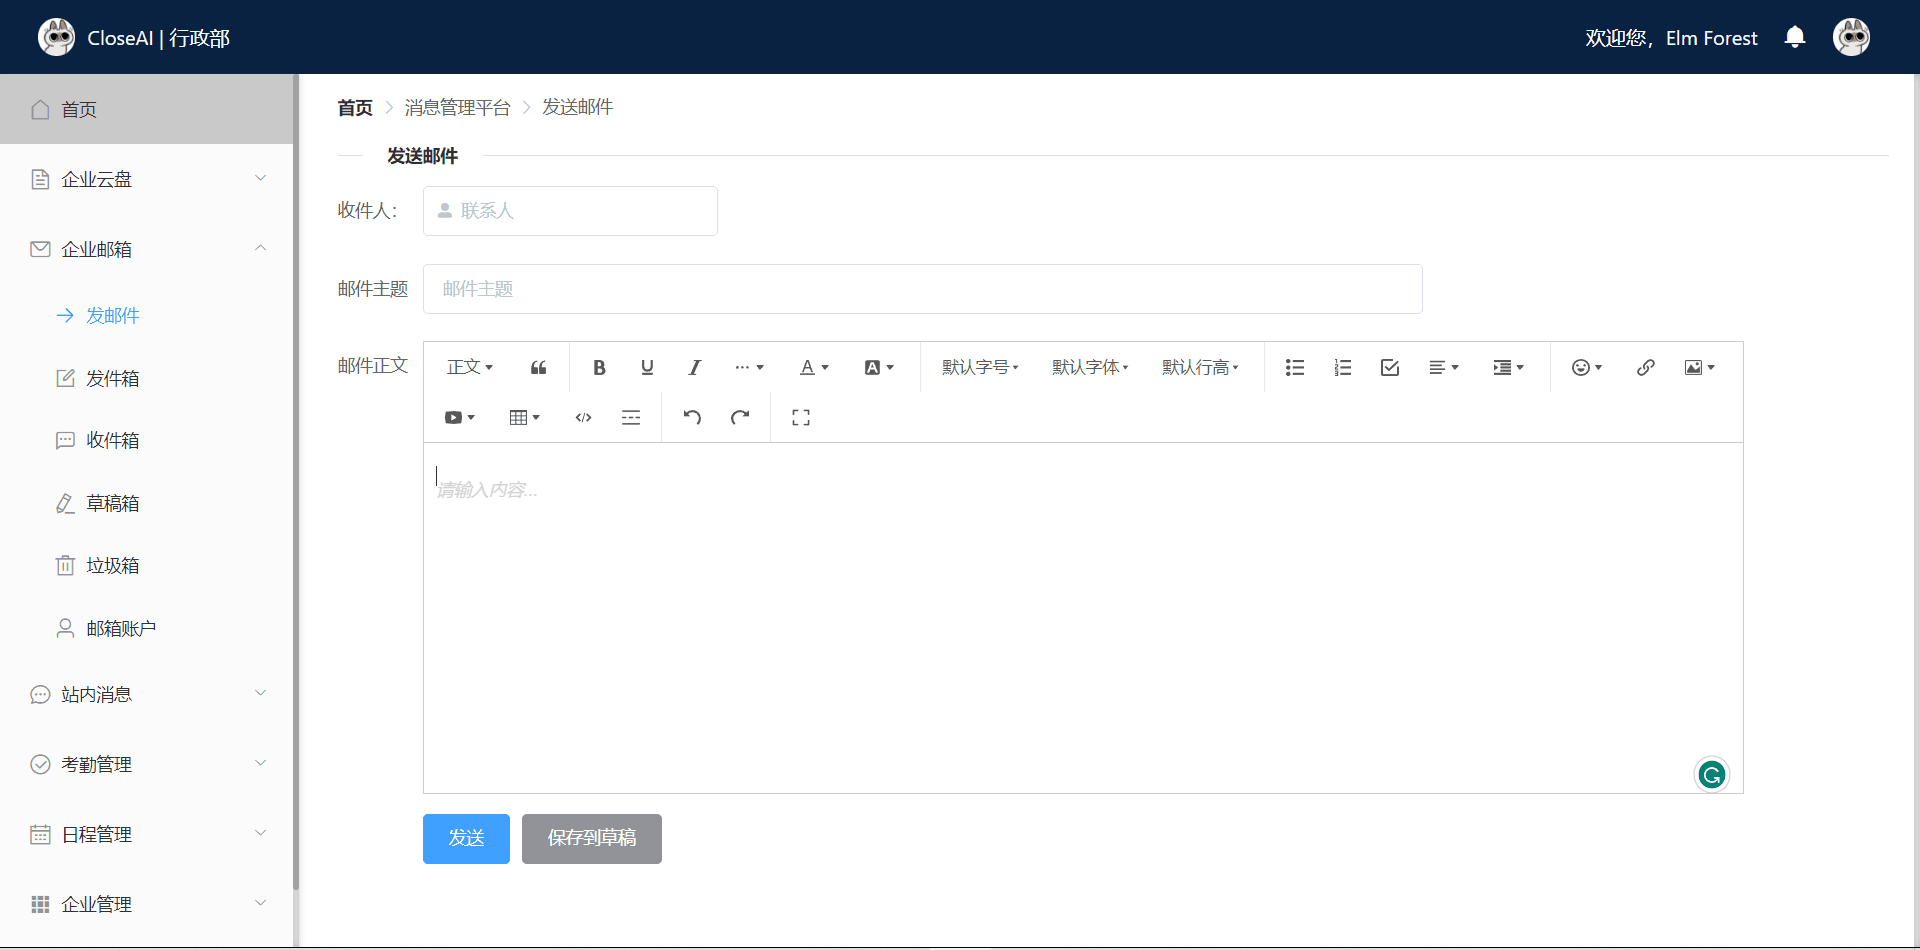 CloseAI | 行政部
欢迎您，Elm Forest
首页
企业云盘
企业邮箱
发邮件
发件箱
收件箱
草稿箱
垃圾箱
邮箱账户
站内消息
考勤管理
日程管理
企业管理
首页 > 消息管理平台 > 发送邮件
发送邮件
收件人：
联系人
邮件主题
邮件主题
邮件正文
正文
默认字号 默认字体 默认行高
请输入内容...
发送
保存到草稿